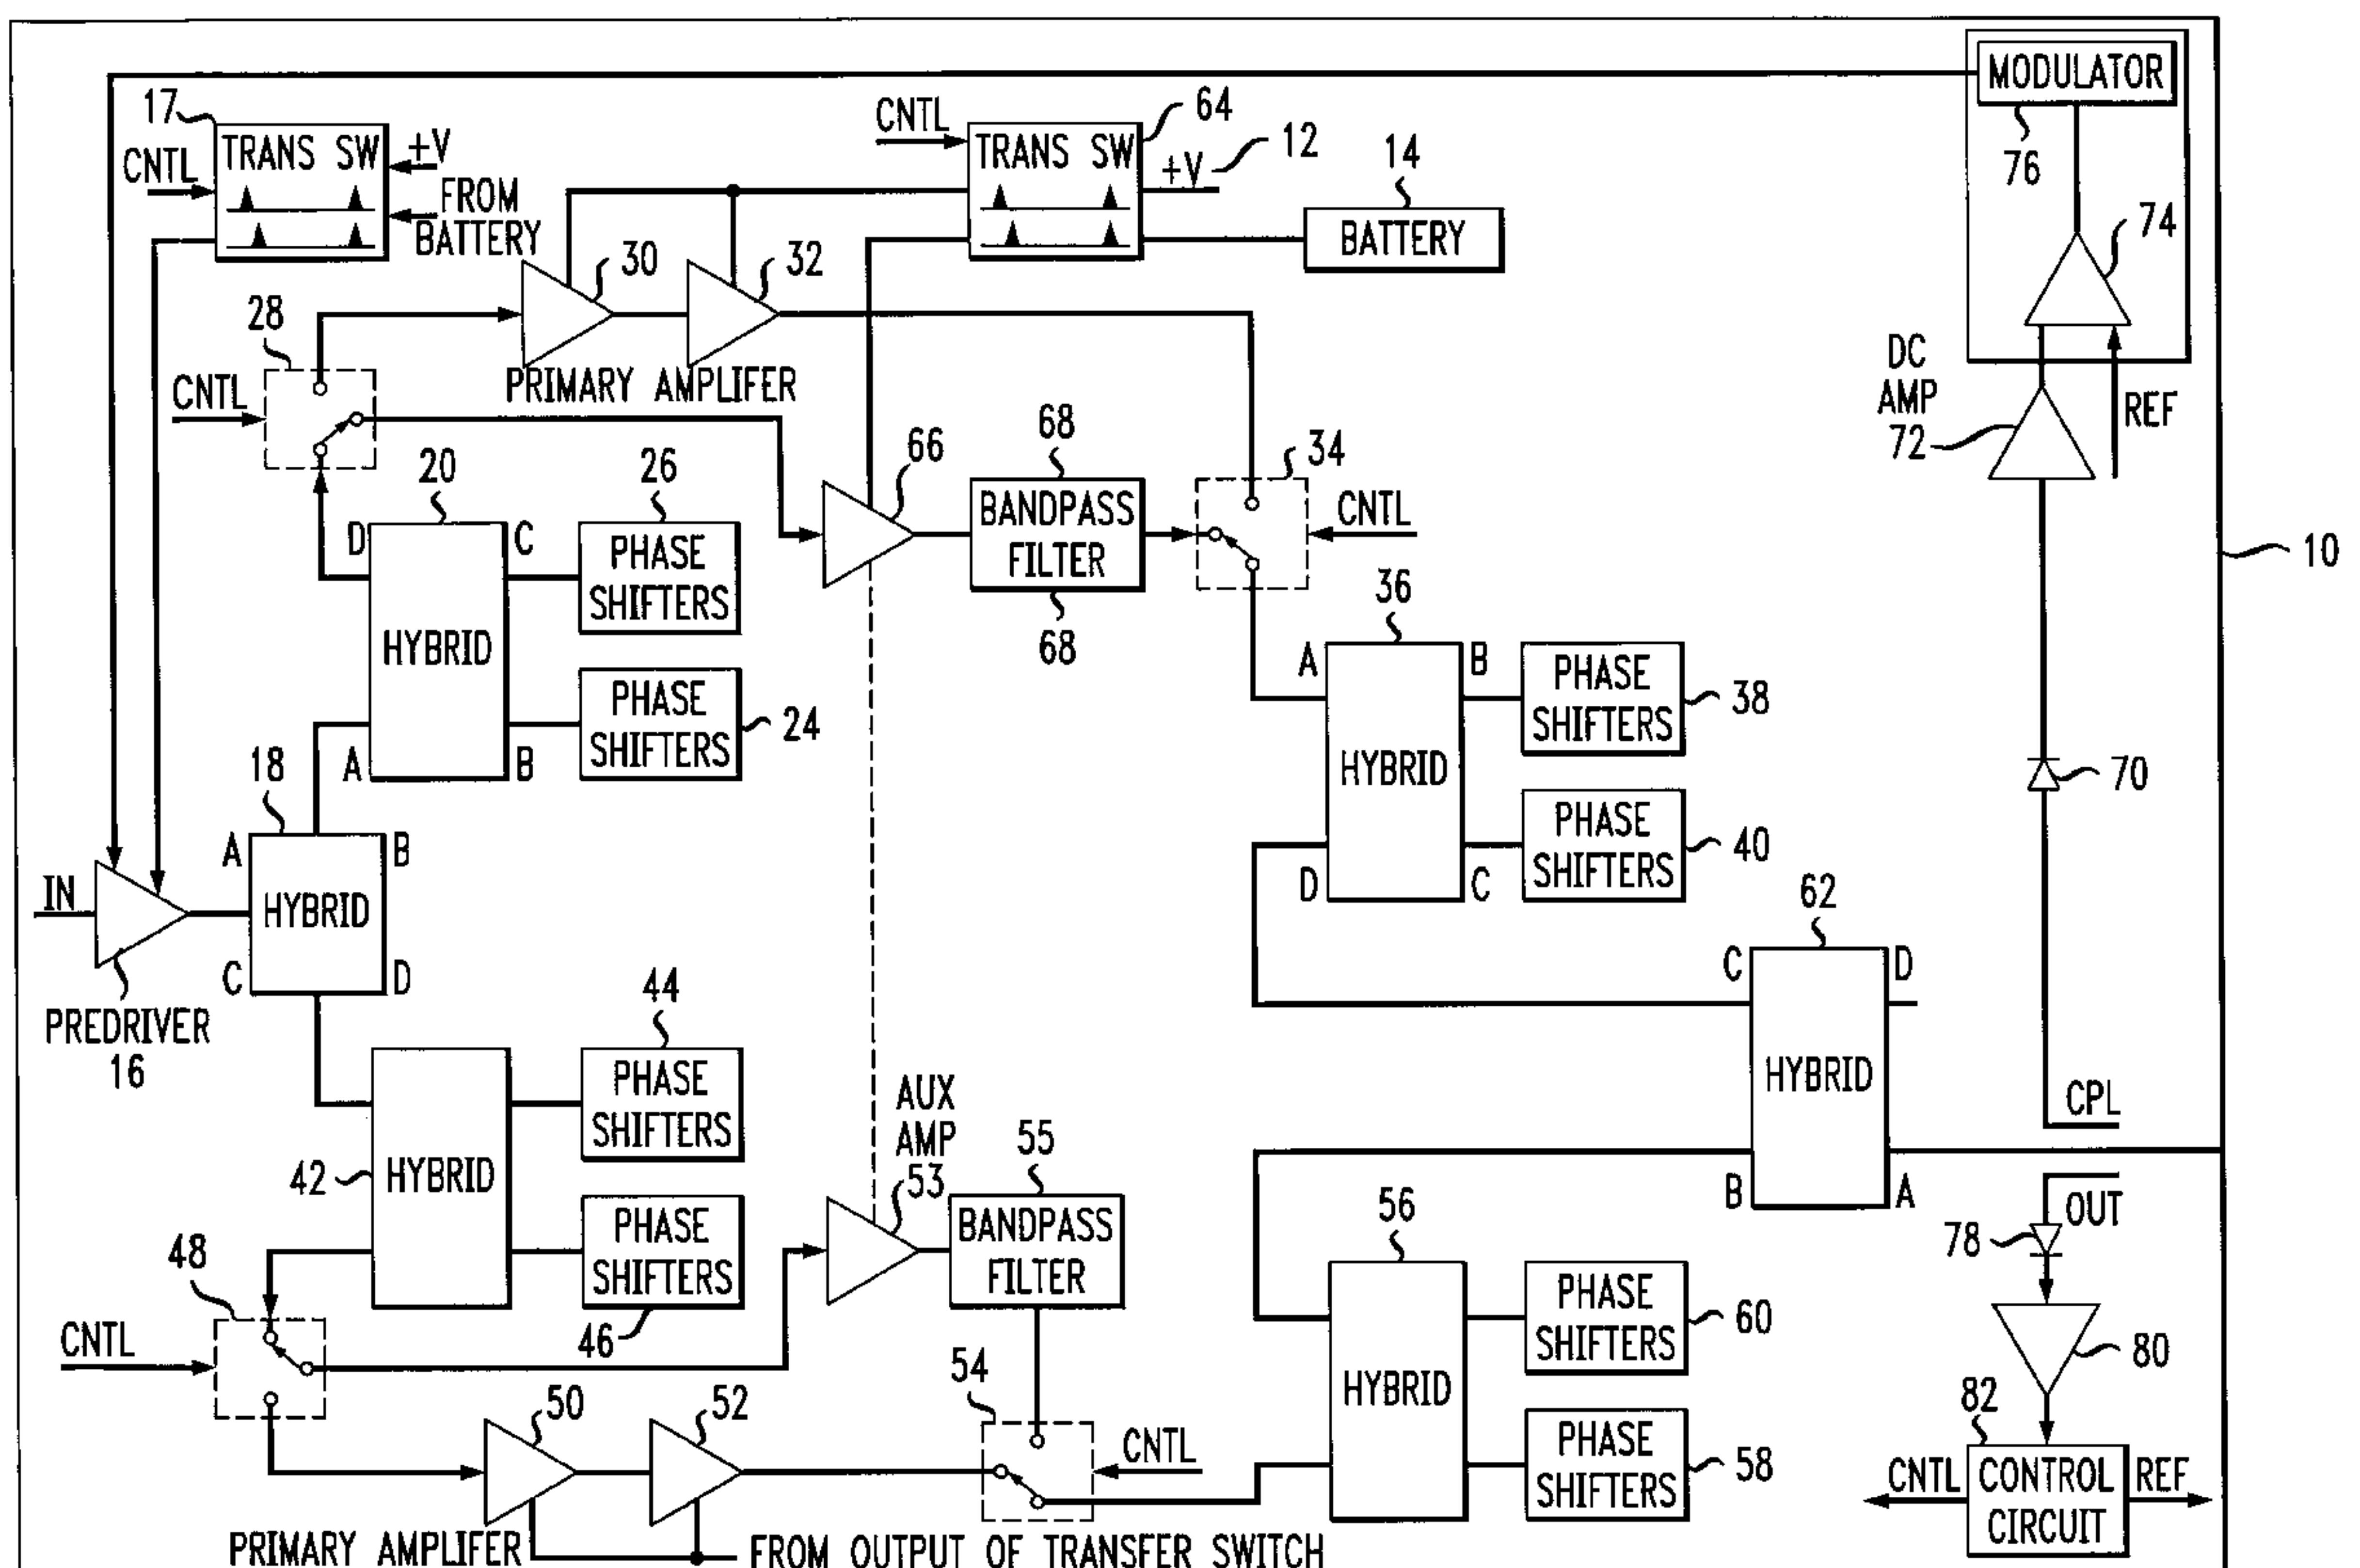 MODULATOR
76
74
17
TRANS SW
CNTL
+V
FROM
BATTERY
CNTL
TRANS SW
64
+V
12
14
BATTERY
30
32
PRIMARY AMPLIFER
28
CNTL
DC
AMP
72
REF
20
D
C
HYBRID
A
B
26
PHASE
SHIFTERS
PHASE
SHIFTERS
24
66
68
BANDPASS
FILTER
68
34
CNTL
10
36
A
B
HYBRID
D
C
PHASE
SHIFTERS
38
PHASE
SHIFTERS
40
70
18
A
B
HYBRID
C
D
IN
PREDRIVER
16
62
C
D
HYBRID
B
A
CPL
OUT
78
80
82
CONTROL
CIRCUIT
CNTL
REF
44
PHASE
SHIFTERS
HYBRID
42
PHASE
SHIFTERS
46
AUX
AMP
53
55
BANDPASS
FILTER
48
CNTL
50
52
PRIMARY AMPLIFER
FROM OUTPUT OF TRANSFER SWITCH
54
CNTL
56
HYBRID
PHASE
SHIFTERS
60
PHASE
SHIFTERS
58